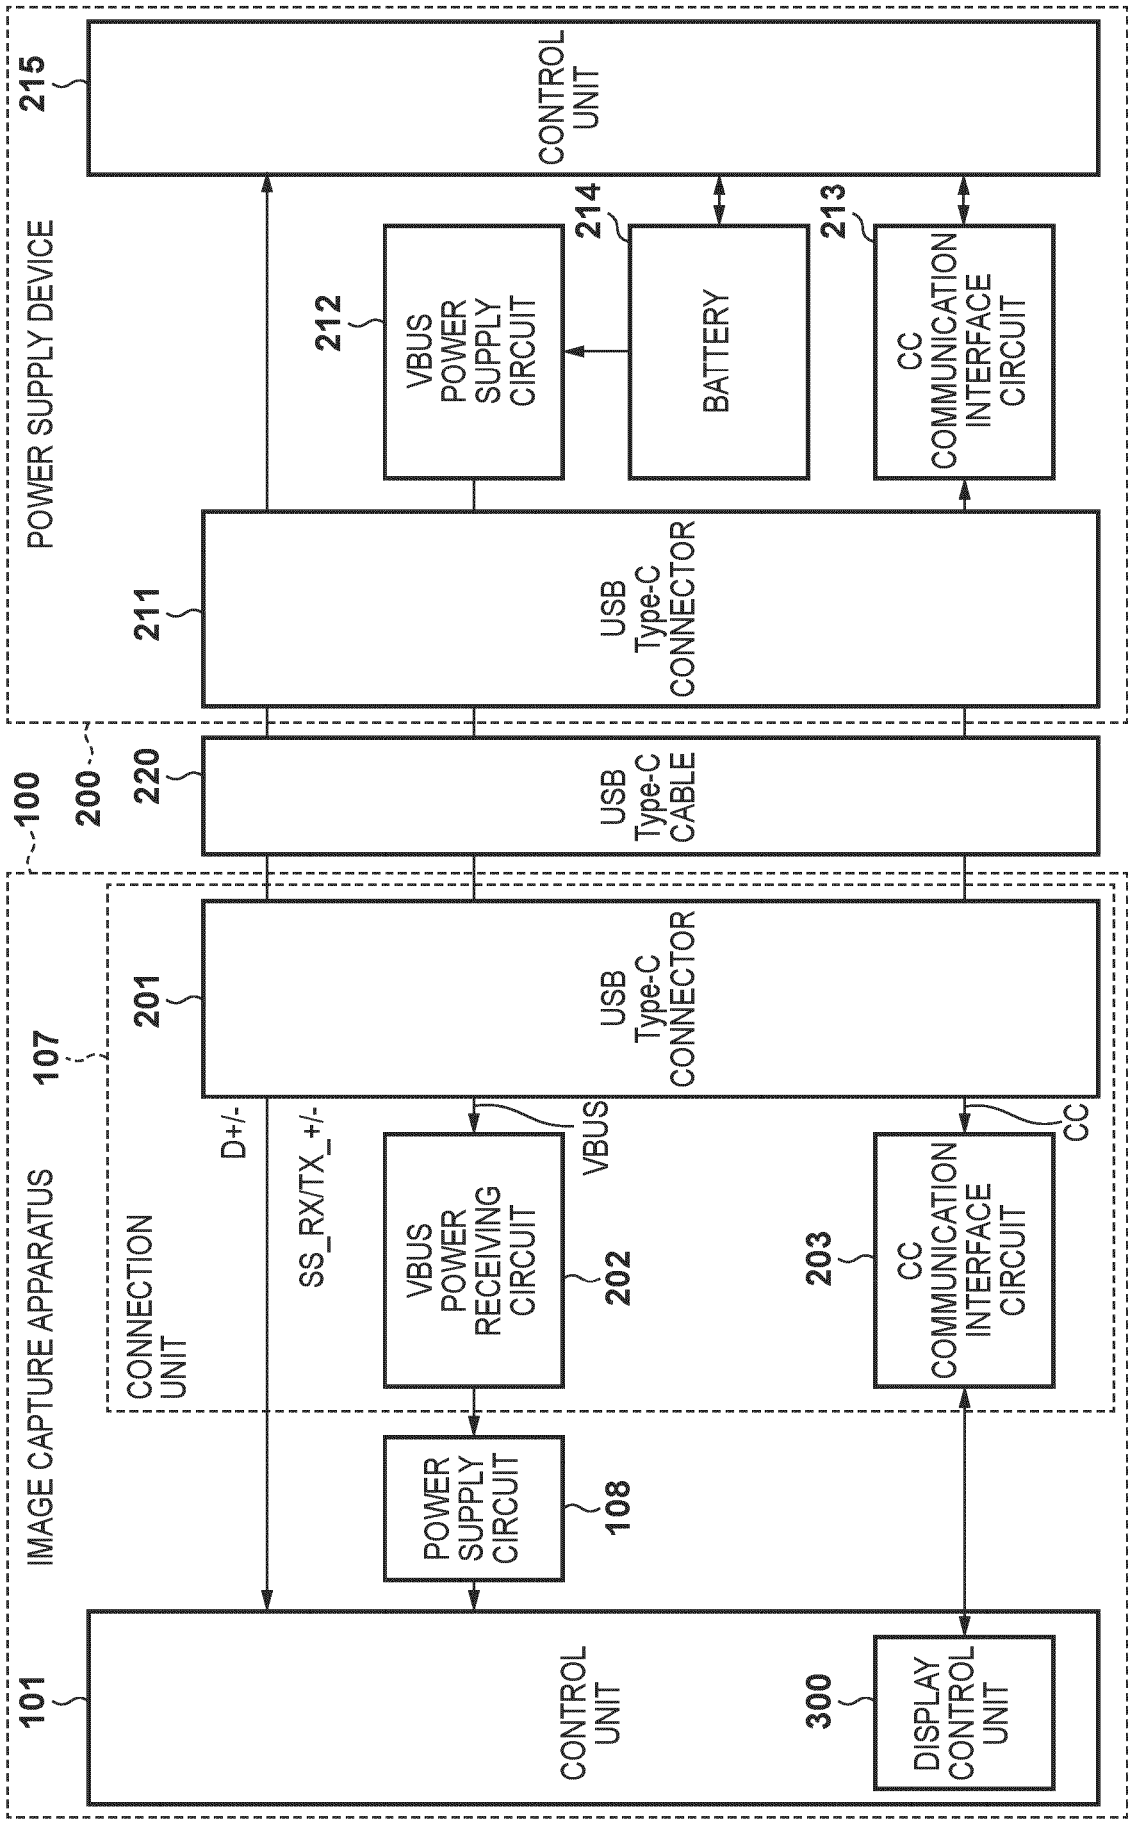 100
IMAGE CAPTURE APPARATUS
101
CONTROL
UNIT
300
DISPLAY
CONTROL
UNIT
107
CONNECTION
UNIT
D+/-
SS_RX/TX_+/-
108
POWER
SUPPLY
CIRCUIT
202
VBUS
POWER
RECEIVING
CIRCUIT
VBUS
203
CC
COMMUNICATION
INTERFACE
CIRCUIT
CC
201
USB
Type-C
CONNECTOR
220
USB
Type-C
CABLE
200
POWER SUPPLY DEVICE
211
USB
Type-C
CONNECTOR
212
VBUS
POWER
SUPPLY
CIRCUIT
214
BATTERY
213
CC
COMMUNICATION
INTERFACE
CIRCUIT
215
CONTROL
UNIT